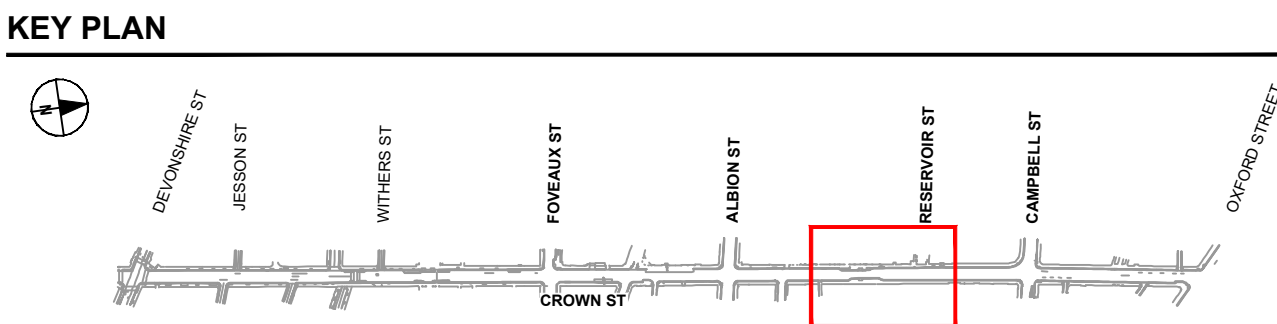 KEY PLAN
N
DEVONSHIRE ST
JESSON ST
WITHERS ST
FOVEAUX ST
ALBION ST
RESERVOIR ST
CAMPBELL ST
OXFORD STREET
CROWN ST